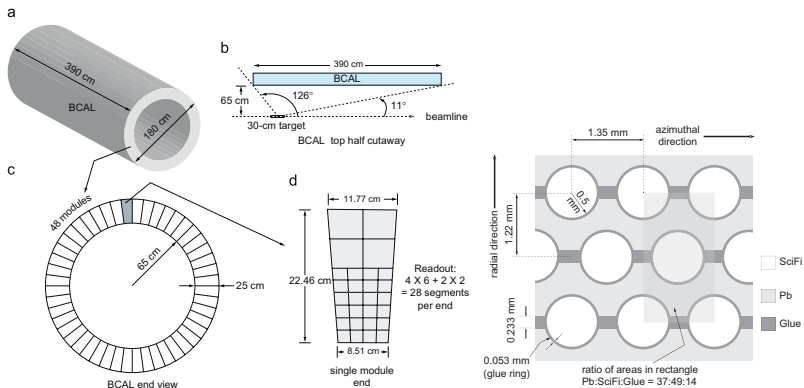 a
390 cm
BCAL
180 cm
b
390 cm
BCAL
65 cm
126°
11°
30-cm target
beamline
BCAL top half cutaway
c
48 modules
65 cm
25 cm
BCAL end view
d
11.77 cm
22.46 cm
8.51 cm
single module
end
Readout:
4 X 6 + 2 X 2
= 28 segments
per end
1.35 mm
azimuthal
direction
radial direction
0.5
mm
1.22 mm
0.233 mm
0.053 mm
(glue ring)
ratio of areas in rectangle
Pb:SciFi:Glue = 37:49:14
SciFi
Pb
Glue